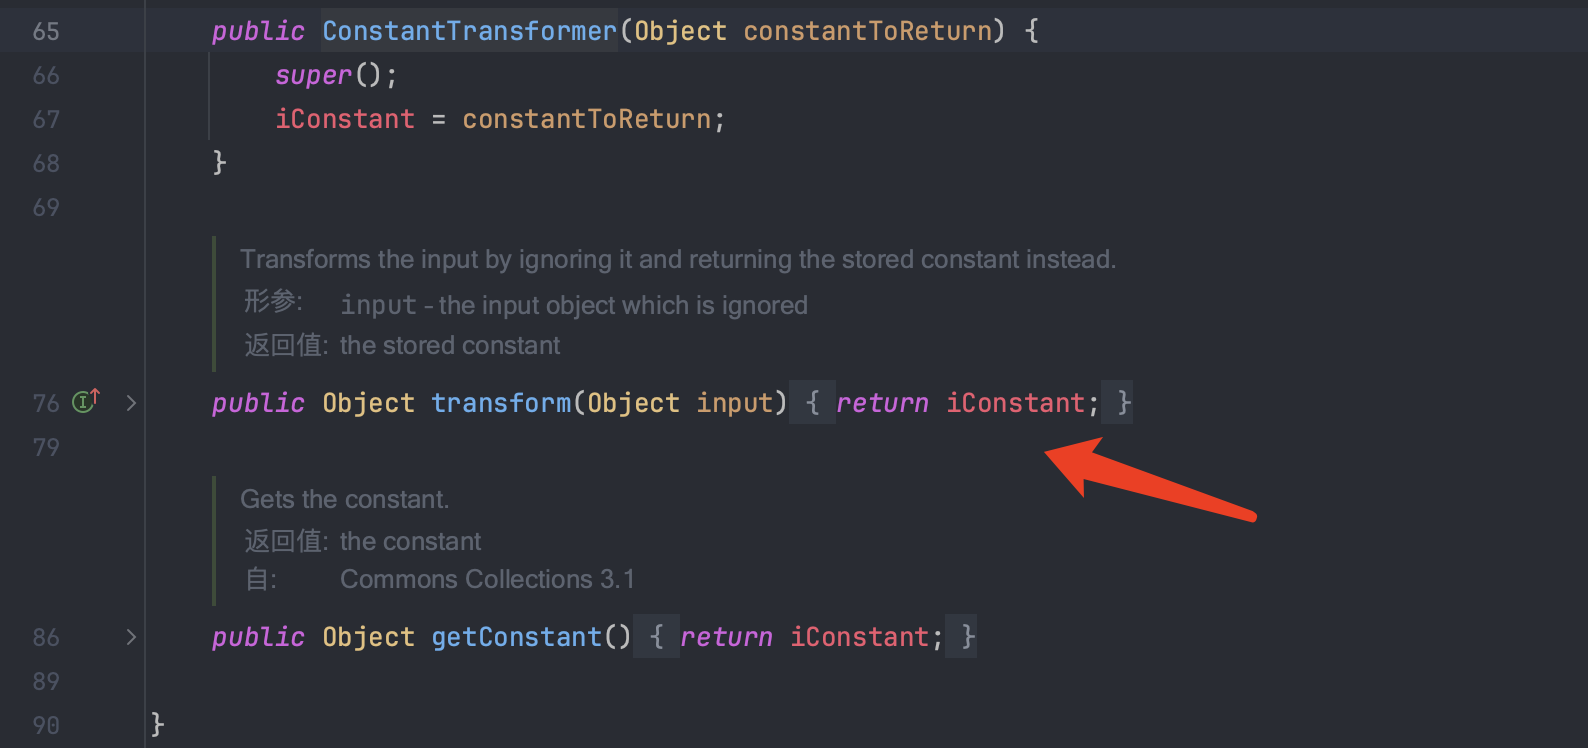 65 public ConstantTransformer(Object constantToReturn) {
66 super();
67 iConstant = constantToReturn;
68 }
69
Transforms the input by ignoring it and returning the stored constant instead.
形参: input - the input object which is ignored
返回值: the stored constant
76 public Object transform(Object input) { return iConstant; }
79
Gets the constant.
返回值: the constant
自: Commons Collections 3.1
86 public Object getConstant() { return iConstant; }
89
90 }